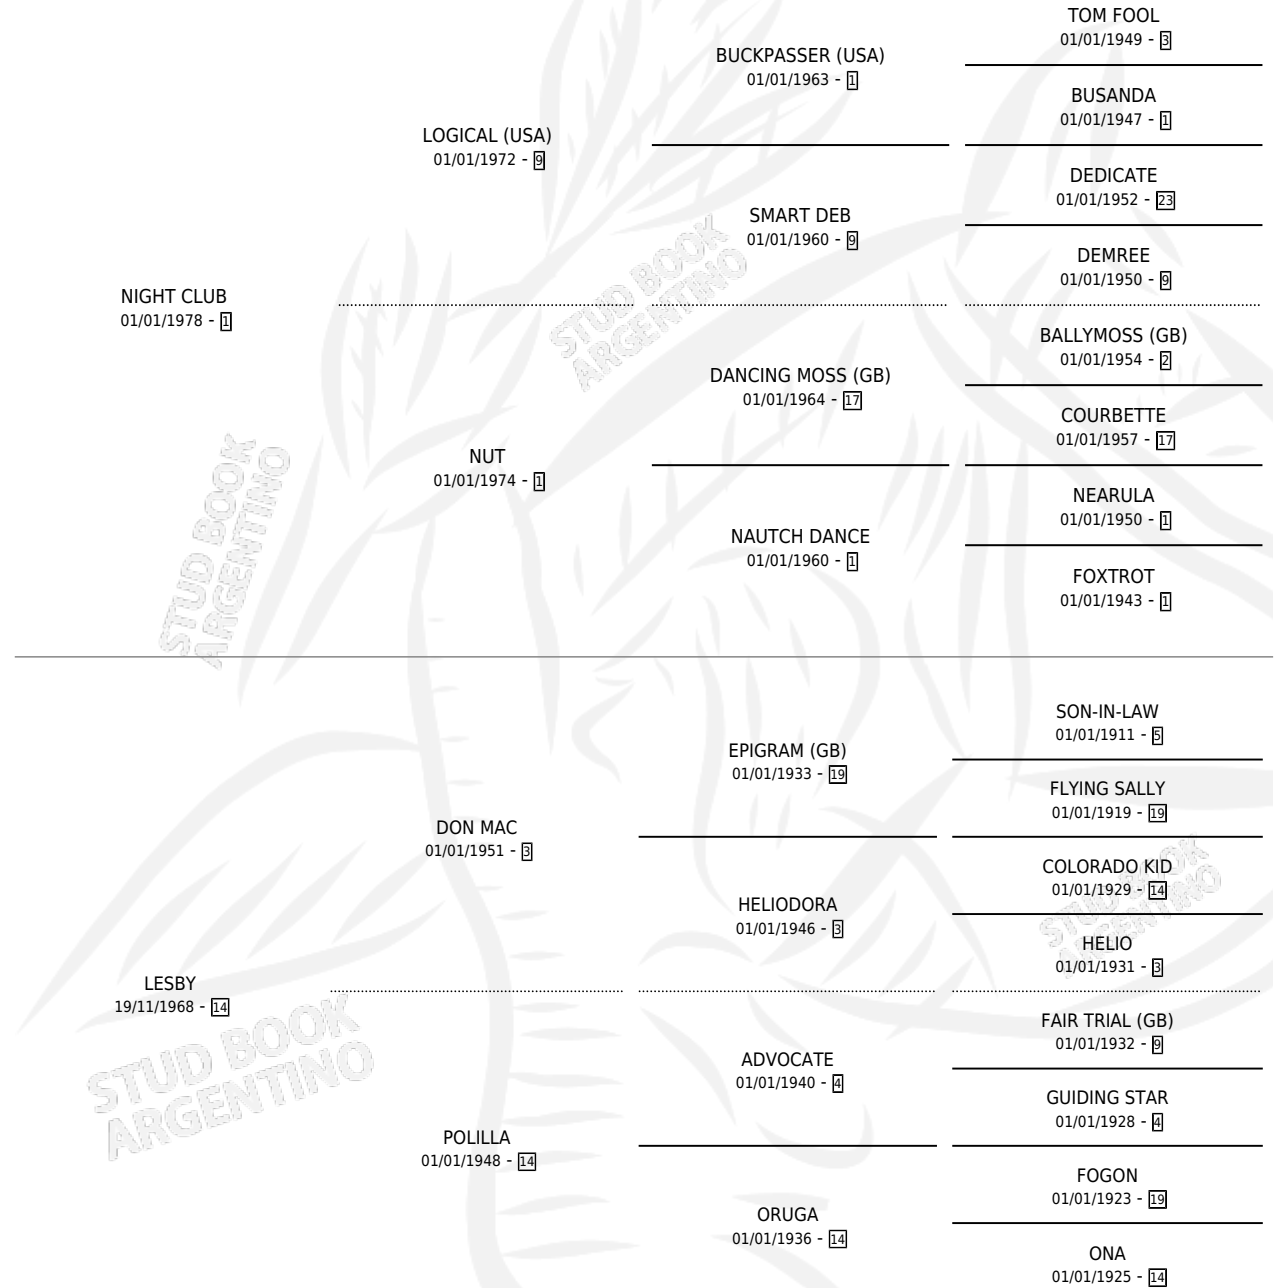 TOM FOOL
01/01/1949 - 3
BUCKPASSER (USA)
01/01/1963 - 1
BUSANDA
01/01/1947 - 1
LOGICAL (USA)
01/01/1972 - 9
DEDICATE
01/01/1952 - 23
SMART DEB
01/01/1960 - 9
DEMREE
01/01/1950 - 9
NIGHT CLUB
01/01/1978 - 1
STUD BOOK
ARGENTINO
BALLYMOSS (GB)
01/01/1954 - 2
DANCING MOSS (GB)
01/01/1964 - 17
COURBETTE
01/01/1957 - 17
NUT
01/01/1974 - 1
NEARULA
01/01/1950 - 1
NAUTCH DANCE
01/01/1960 - 1
FOXTROT
01/01/1943 - 1
STUD BOOK
ARGENTINO
SON-IN-LAW
01/01/1911 - 5
EPIGRAM (GB)
01/01/1933 - 19
FLYING SALLY
01/01/1919 - 19
DON MAC
01/01/1951 - 3
COLORADO KID
01/01/1929 - 14
HELIODORA
01/01/1946 - 3
STUD BOOK
ARGENTINO
HELIO
01/01/1931 - 3
LESBY
19/11/1968 - 14
STUD BOOK
ARGENTINO
FAIR TRIAL (GB)
01/01/1932 - 9
ADVOCATE
01/01/1940 - 4
GUIDING STAR
01/01/1928 - 4
POLILLA
01/01/1948 - 14
FOGON
01/01/1923 - 19
ORUGA
01/01/1936 - 14
ONA
01/01/1925 - 14